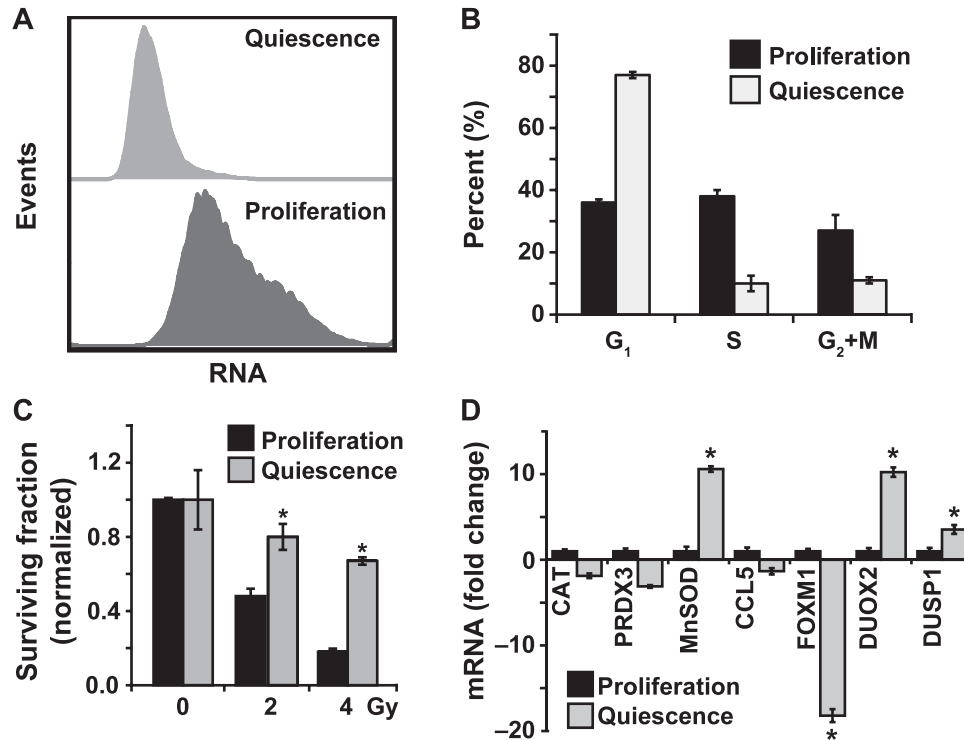 A
Quiescence
Proliferation
Events
RNA
B
Proliferation
Quiescence
Percent (%)
80
60
40
20
0
G₁
S
G₂+M
C
Proliferation
Quiescence
Surviving fraction
(normalized)
1.2
0.8
0.4
0.0
*
*
0
2
4
Gy
D
mRNA (fold change)
10
0
–10
–20
*
*
*
*
CAT
PRDX3
MnSOD
CCL5
FOXM1
DUOX2
DUSP1
Proliferation
Quiescence